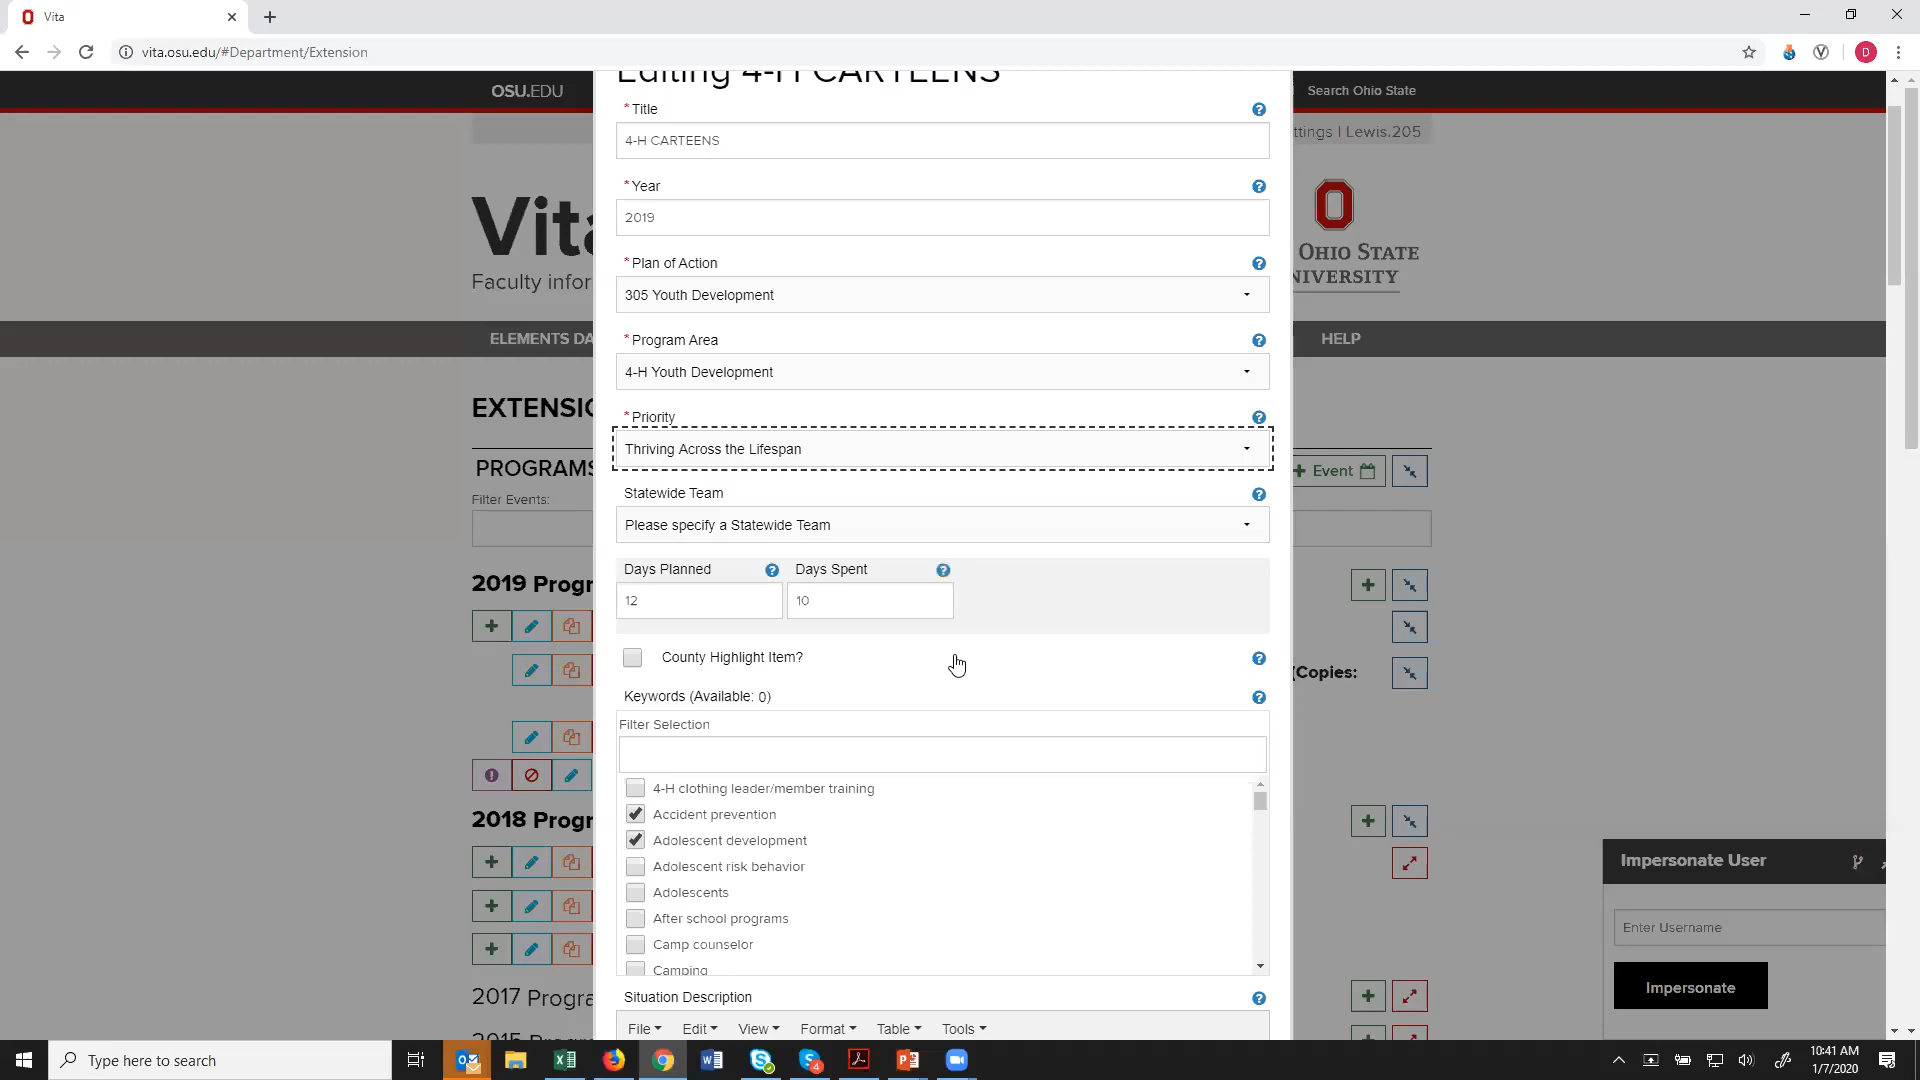 Vita
vita.osu.edu/#Department/Extension
D
OSU.EDU
Search Ohio State
ttings | Lewis.205
Vita
Faculty infor
OHIO STATE
NIVERSITY
ELEMENTS DA
HELP
EXTENSIO
PROGRAMS
Filter Events:
Event
2019 Progr
(Copies:
2018 Progr
2017 Progra
2015 Progra
Editing 4-H CARTEENS
*Title
4-H CARTEENS
*Year
2019
*Plan of Action
305 Youth Development
*Program Area
4-H Youth Development
*Priority
Thriving Across the Lifespan
Statewide Team
Please specify a Statewide Team
Days Planned
Days Spent
12
10
County Highlight Item?
Keywords (Available: 0)
Filter Selection
4-H clothing leader/member training
Accident prevention
Adolescent development
Adolescent risk behavior
Adolescents
After school programs
Camp counselor
Camping
Situation Description
File Edit View Format Table Tools
Impersonate User
Enter Username
Impersonate
Type here to search
10:41 AM
1/7/2020